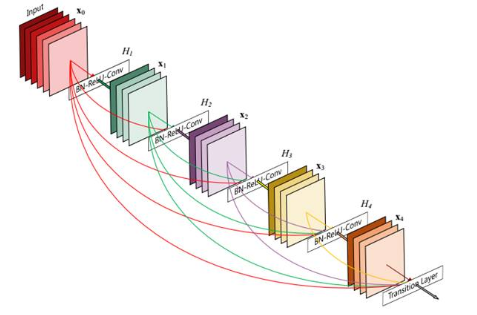 Input
x₀
H₁
BN-ReLU-Conv
x₁
H₂
BN-ReLU-Conv
x₂
H₃
BN-ReLU-Conv
x₃
H₄
BN-ReLU-Conv
x₄
Transition Layer